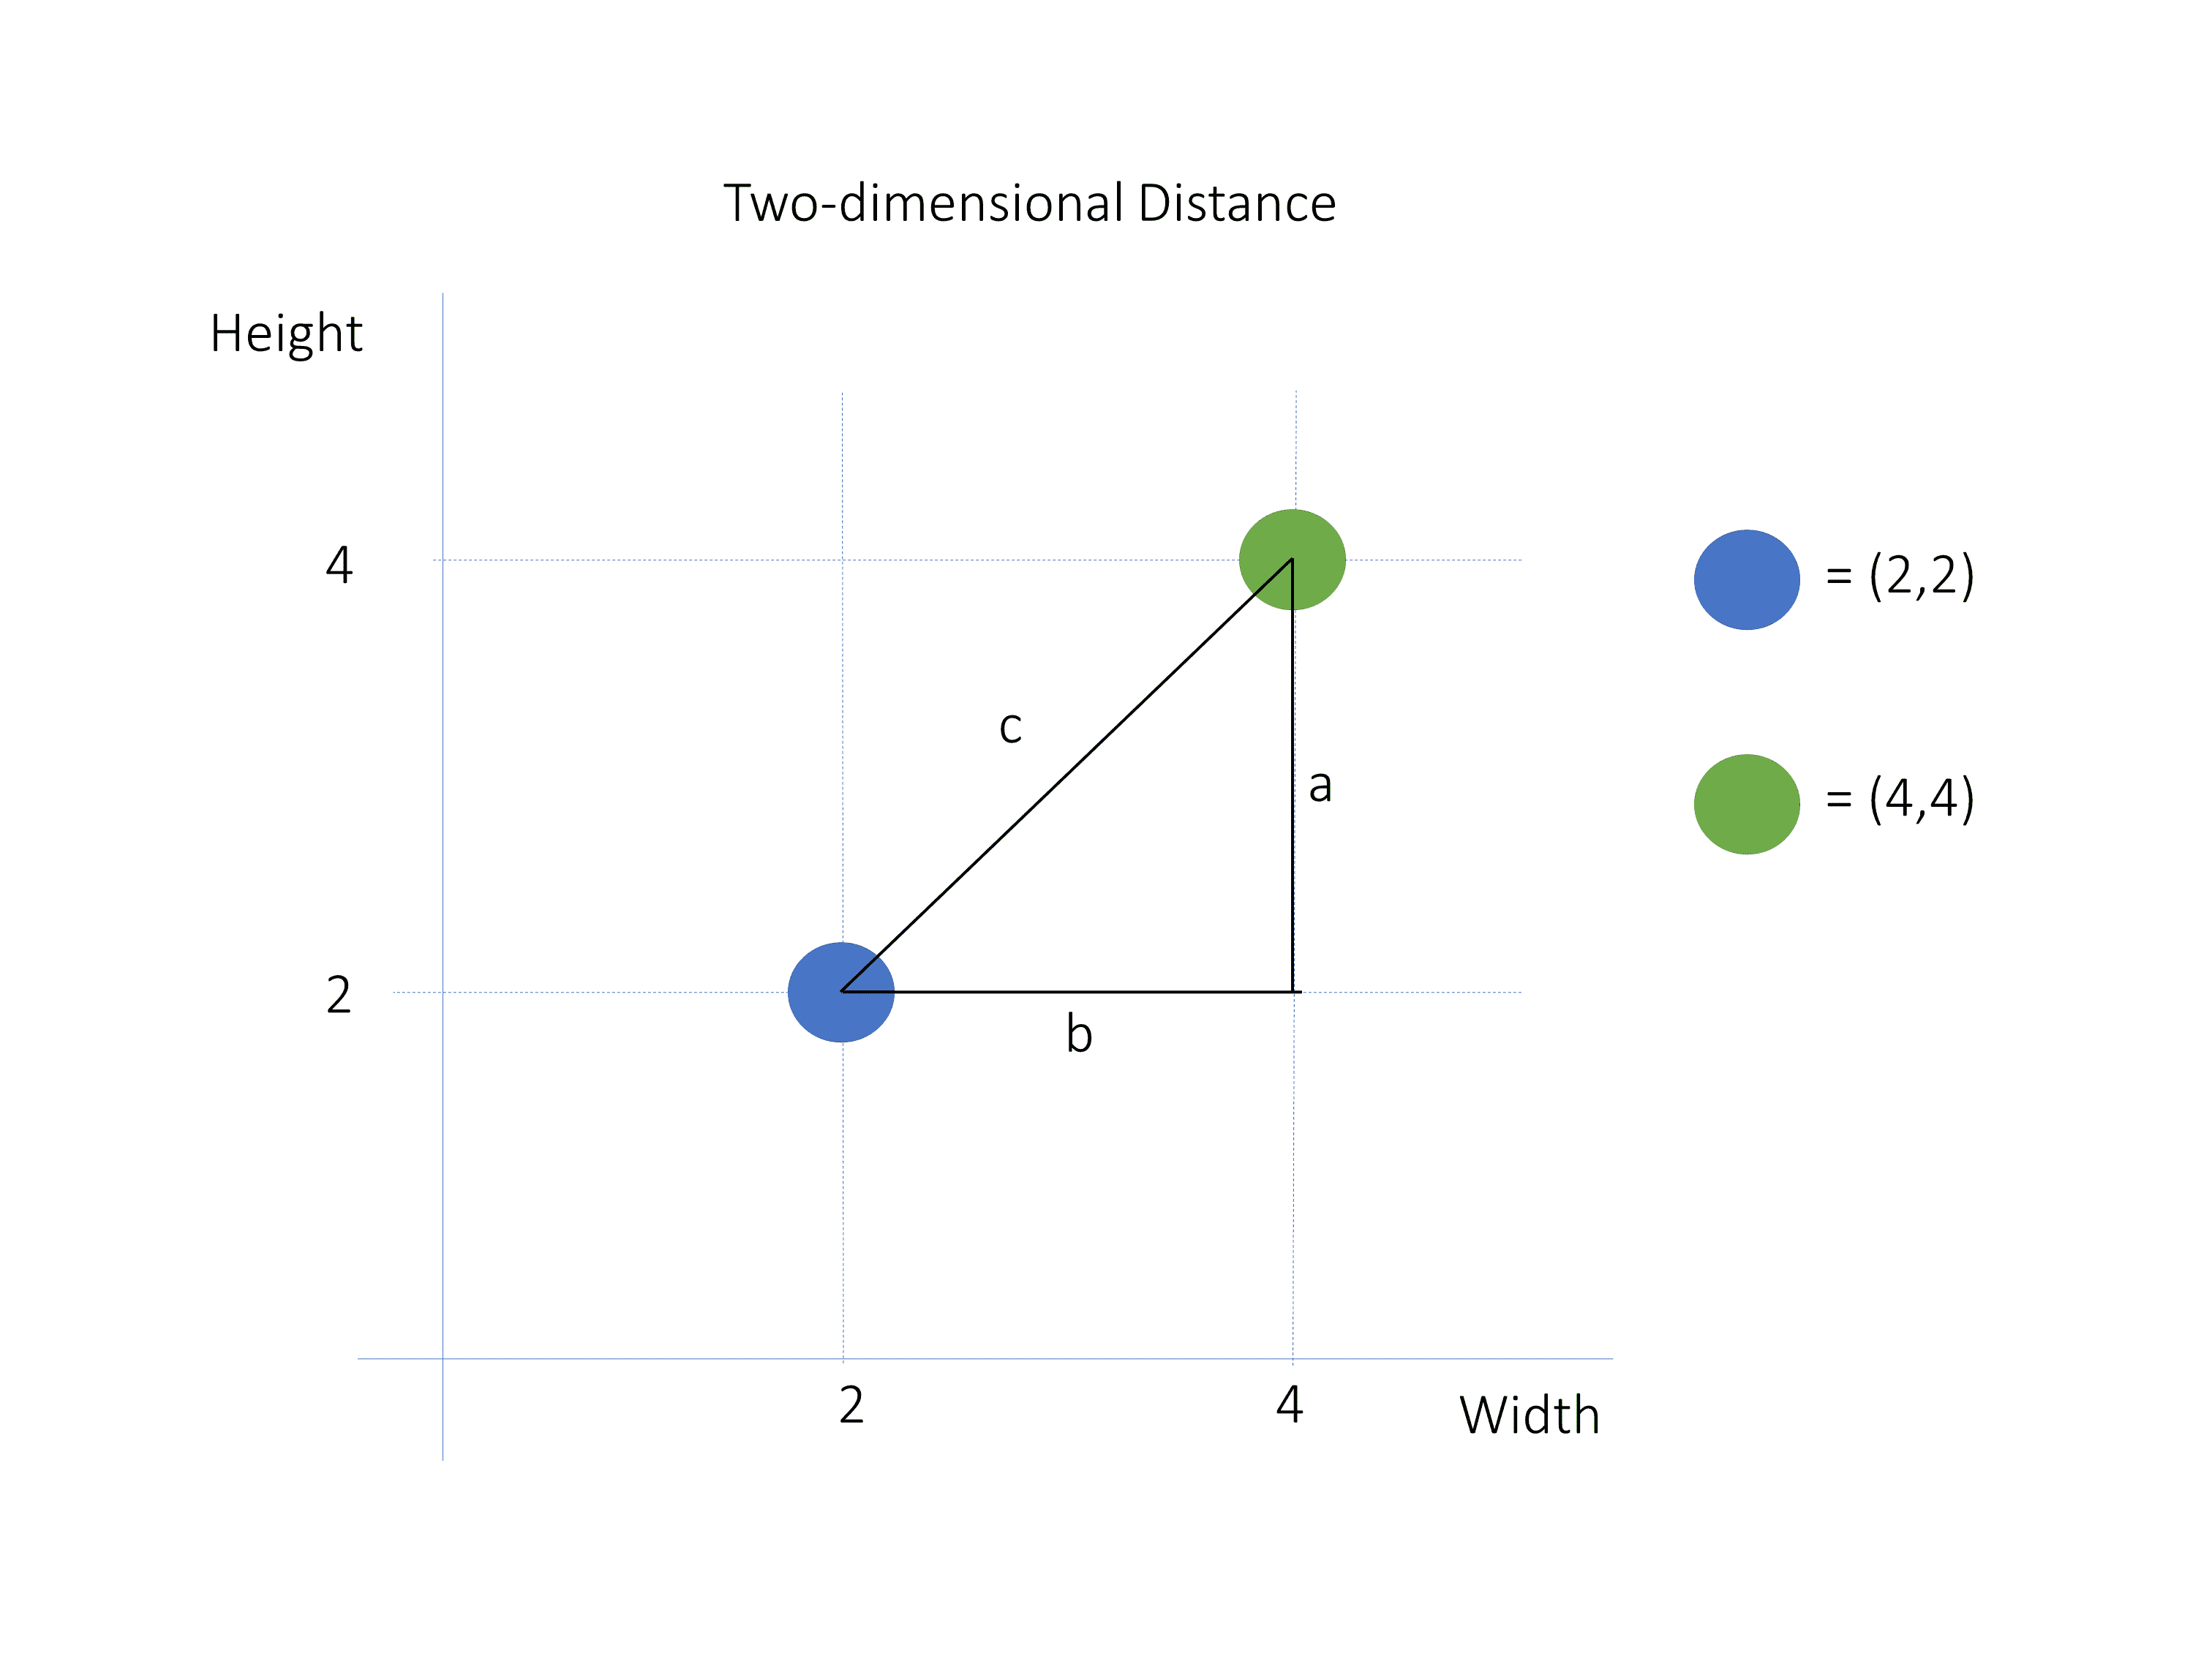 Two-dimensional Distance
Height
4
= (2,2)
c
a
= (4,4)
2
b
2
4
Width